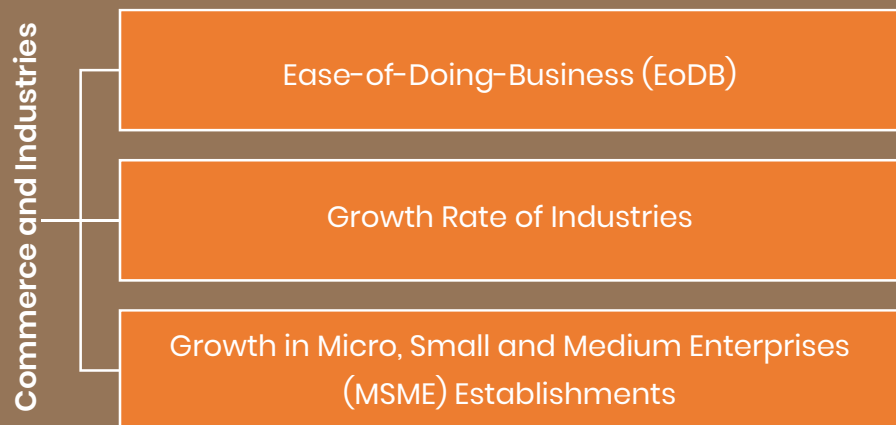 Commerce and Industries
Ease-of-Doing-Business (EoDB)
Growth Rate of Industries
Growth in Micro, Small and Medium Enterprises
(MSME) Establishments